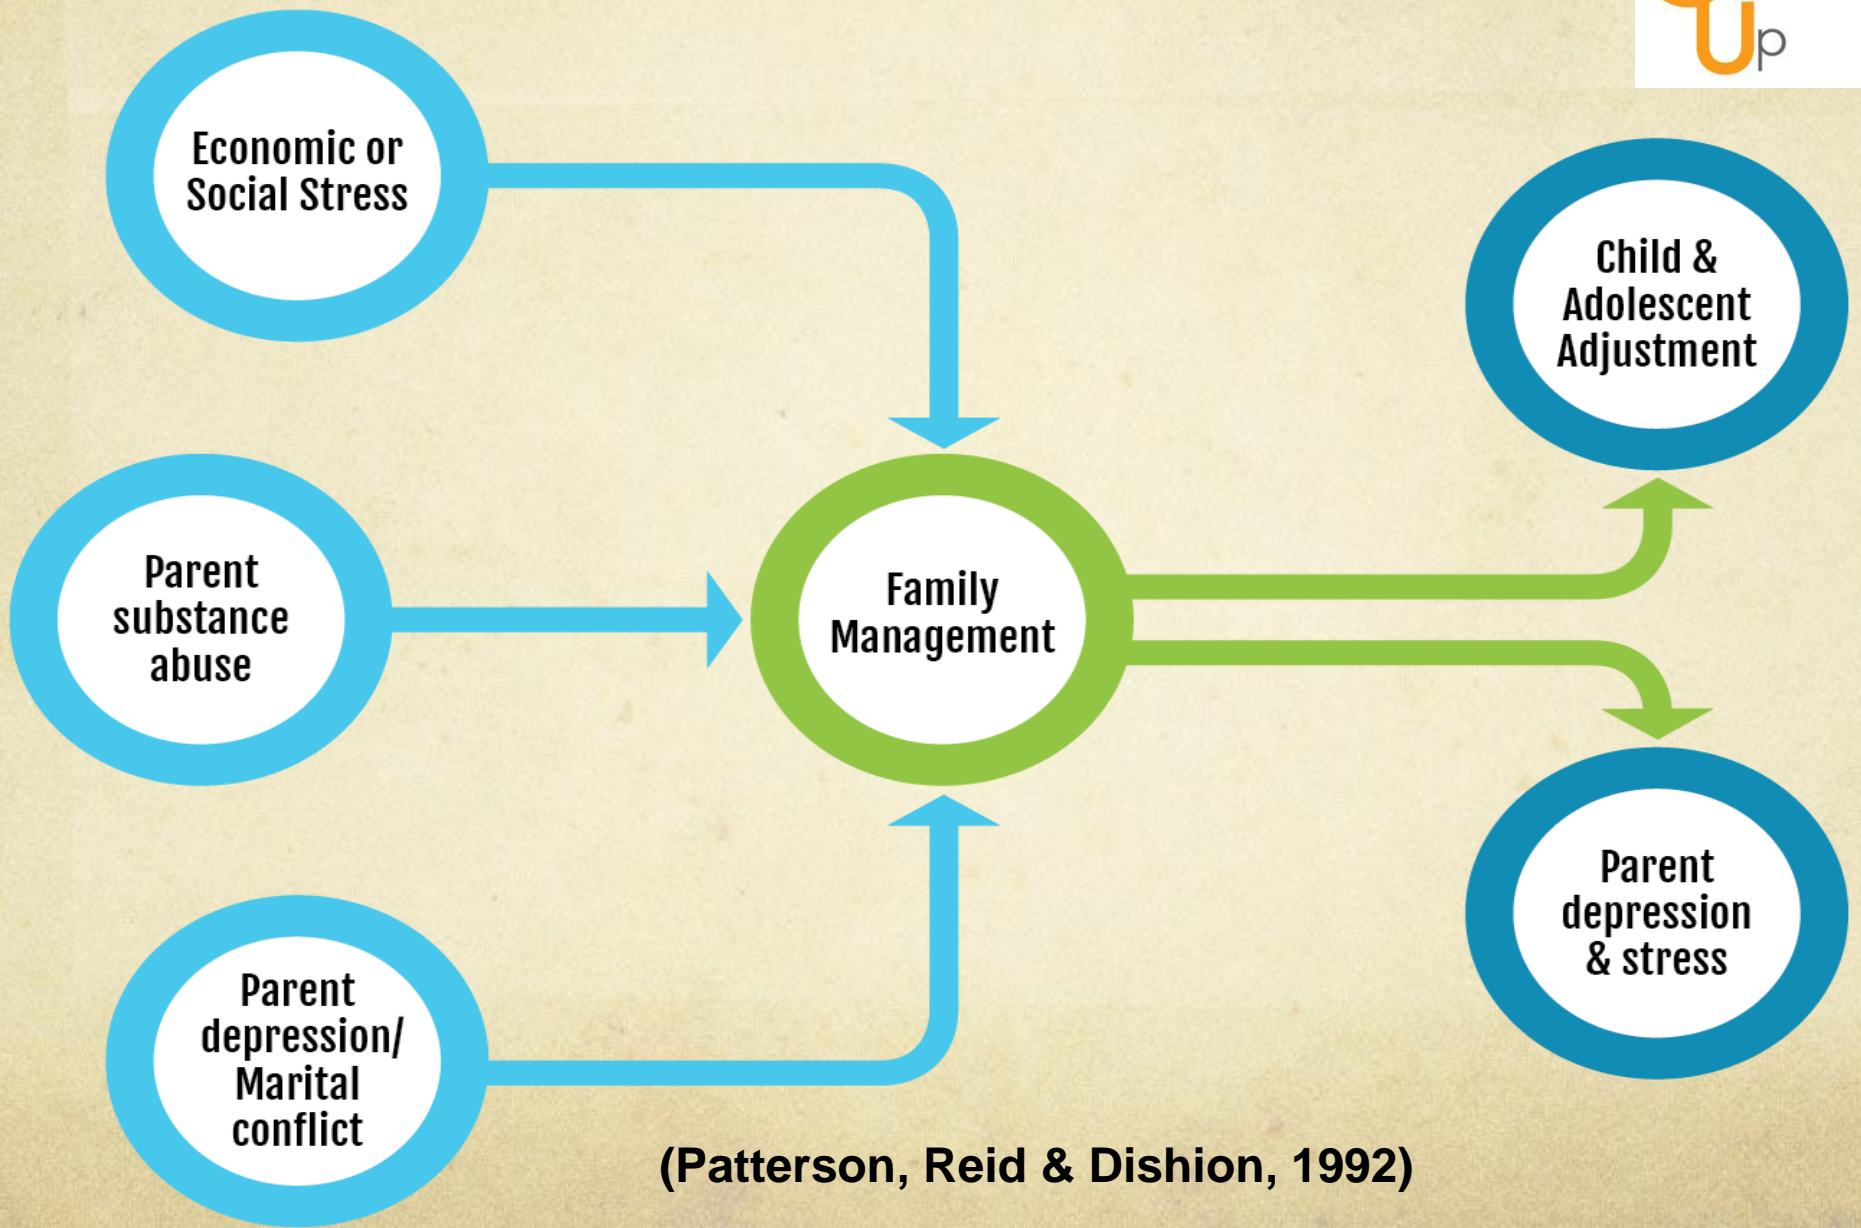 Up
Economic or
Social Stress
Child &
Adolescent
Adjustment
Parent
substance
abuse
Family
Management
Parent
depression
& stress
Parent
depression/
Marital
conflict
(Patterson, Reid & Dishion, 1992)